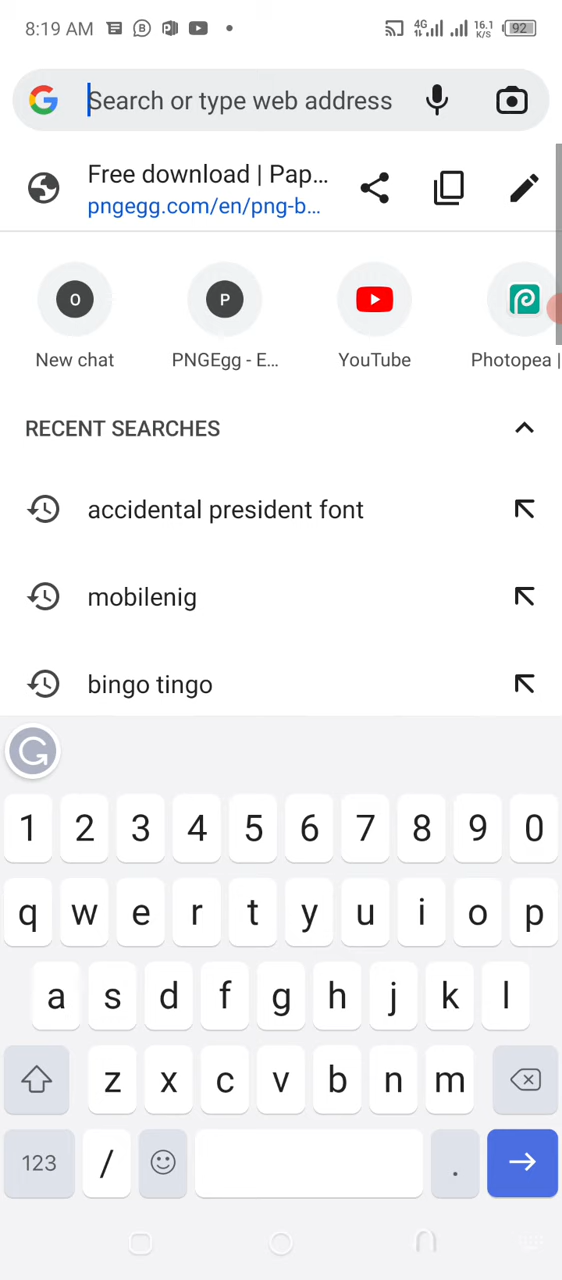 8:19 AM 4G 16.1 K/S 92
Search or type web address
Free download | Pap...
pngegg.com/en/png-b...
O P
New chat PNGEgg - E... YouTube Photopea |
RECENT SEARCHES
accidental president font
mobilenig
bingo tingo
1 2 3 4 5 6 7 8 9 0
q w e r t y u i o p
a s d f g h j k l
z x c v b n m
123 / .